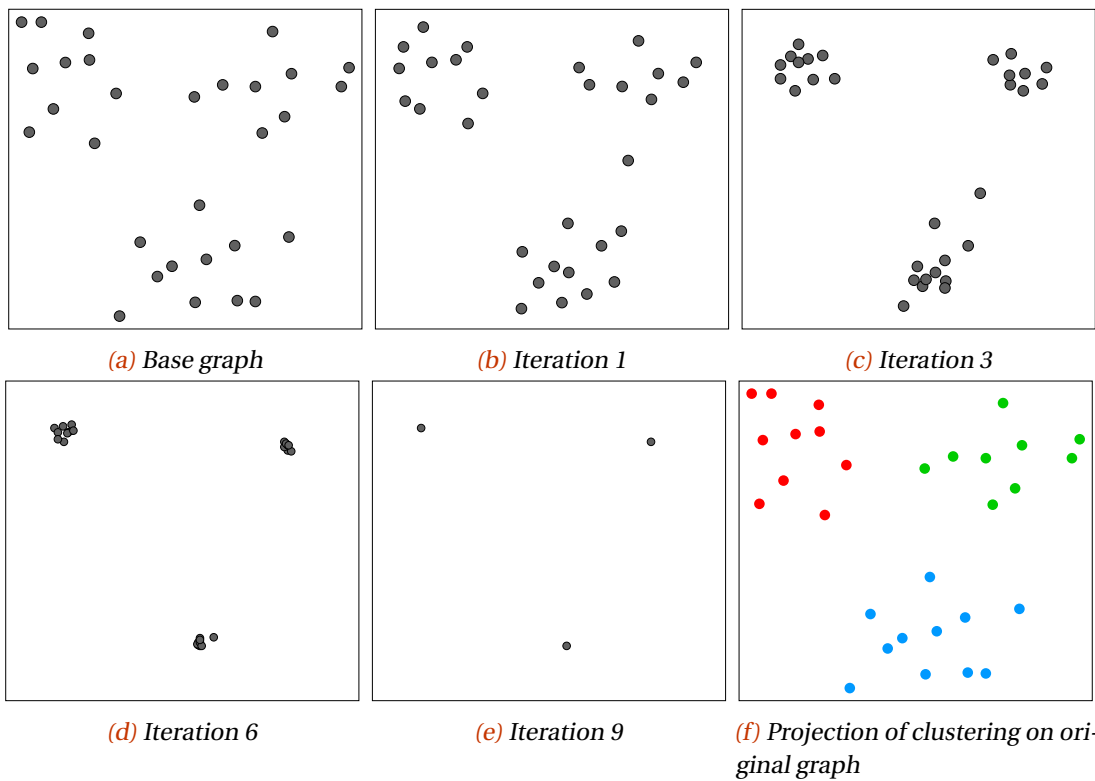 (a) Base graph
(b) Iteration 1
(c) Iteration 3
(d) Iteration 6
(e) Iteration 9
(f) Projection of clustering on ori-
ginal graph